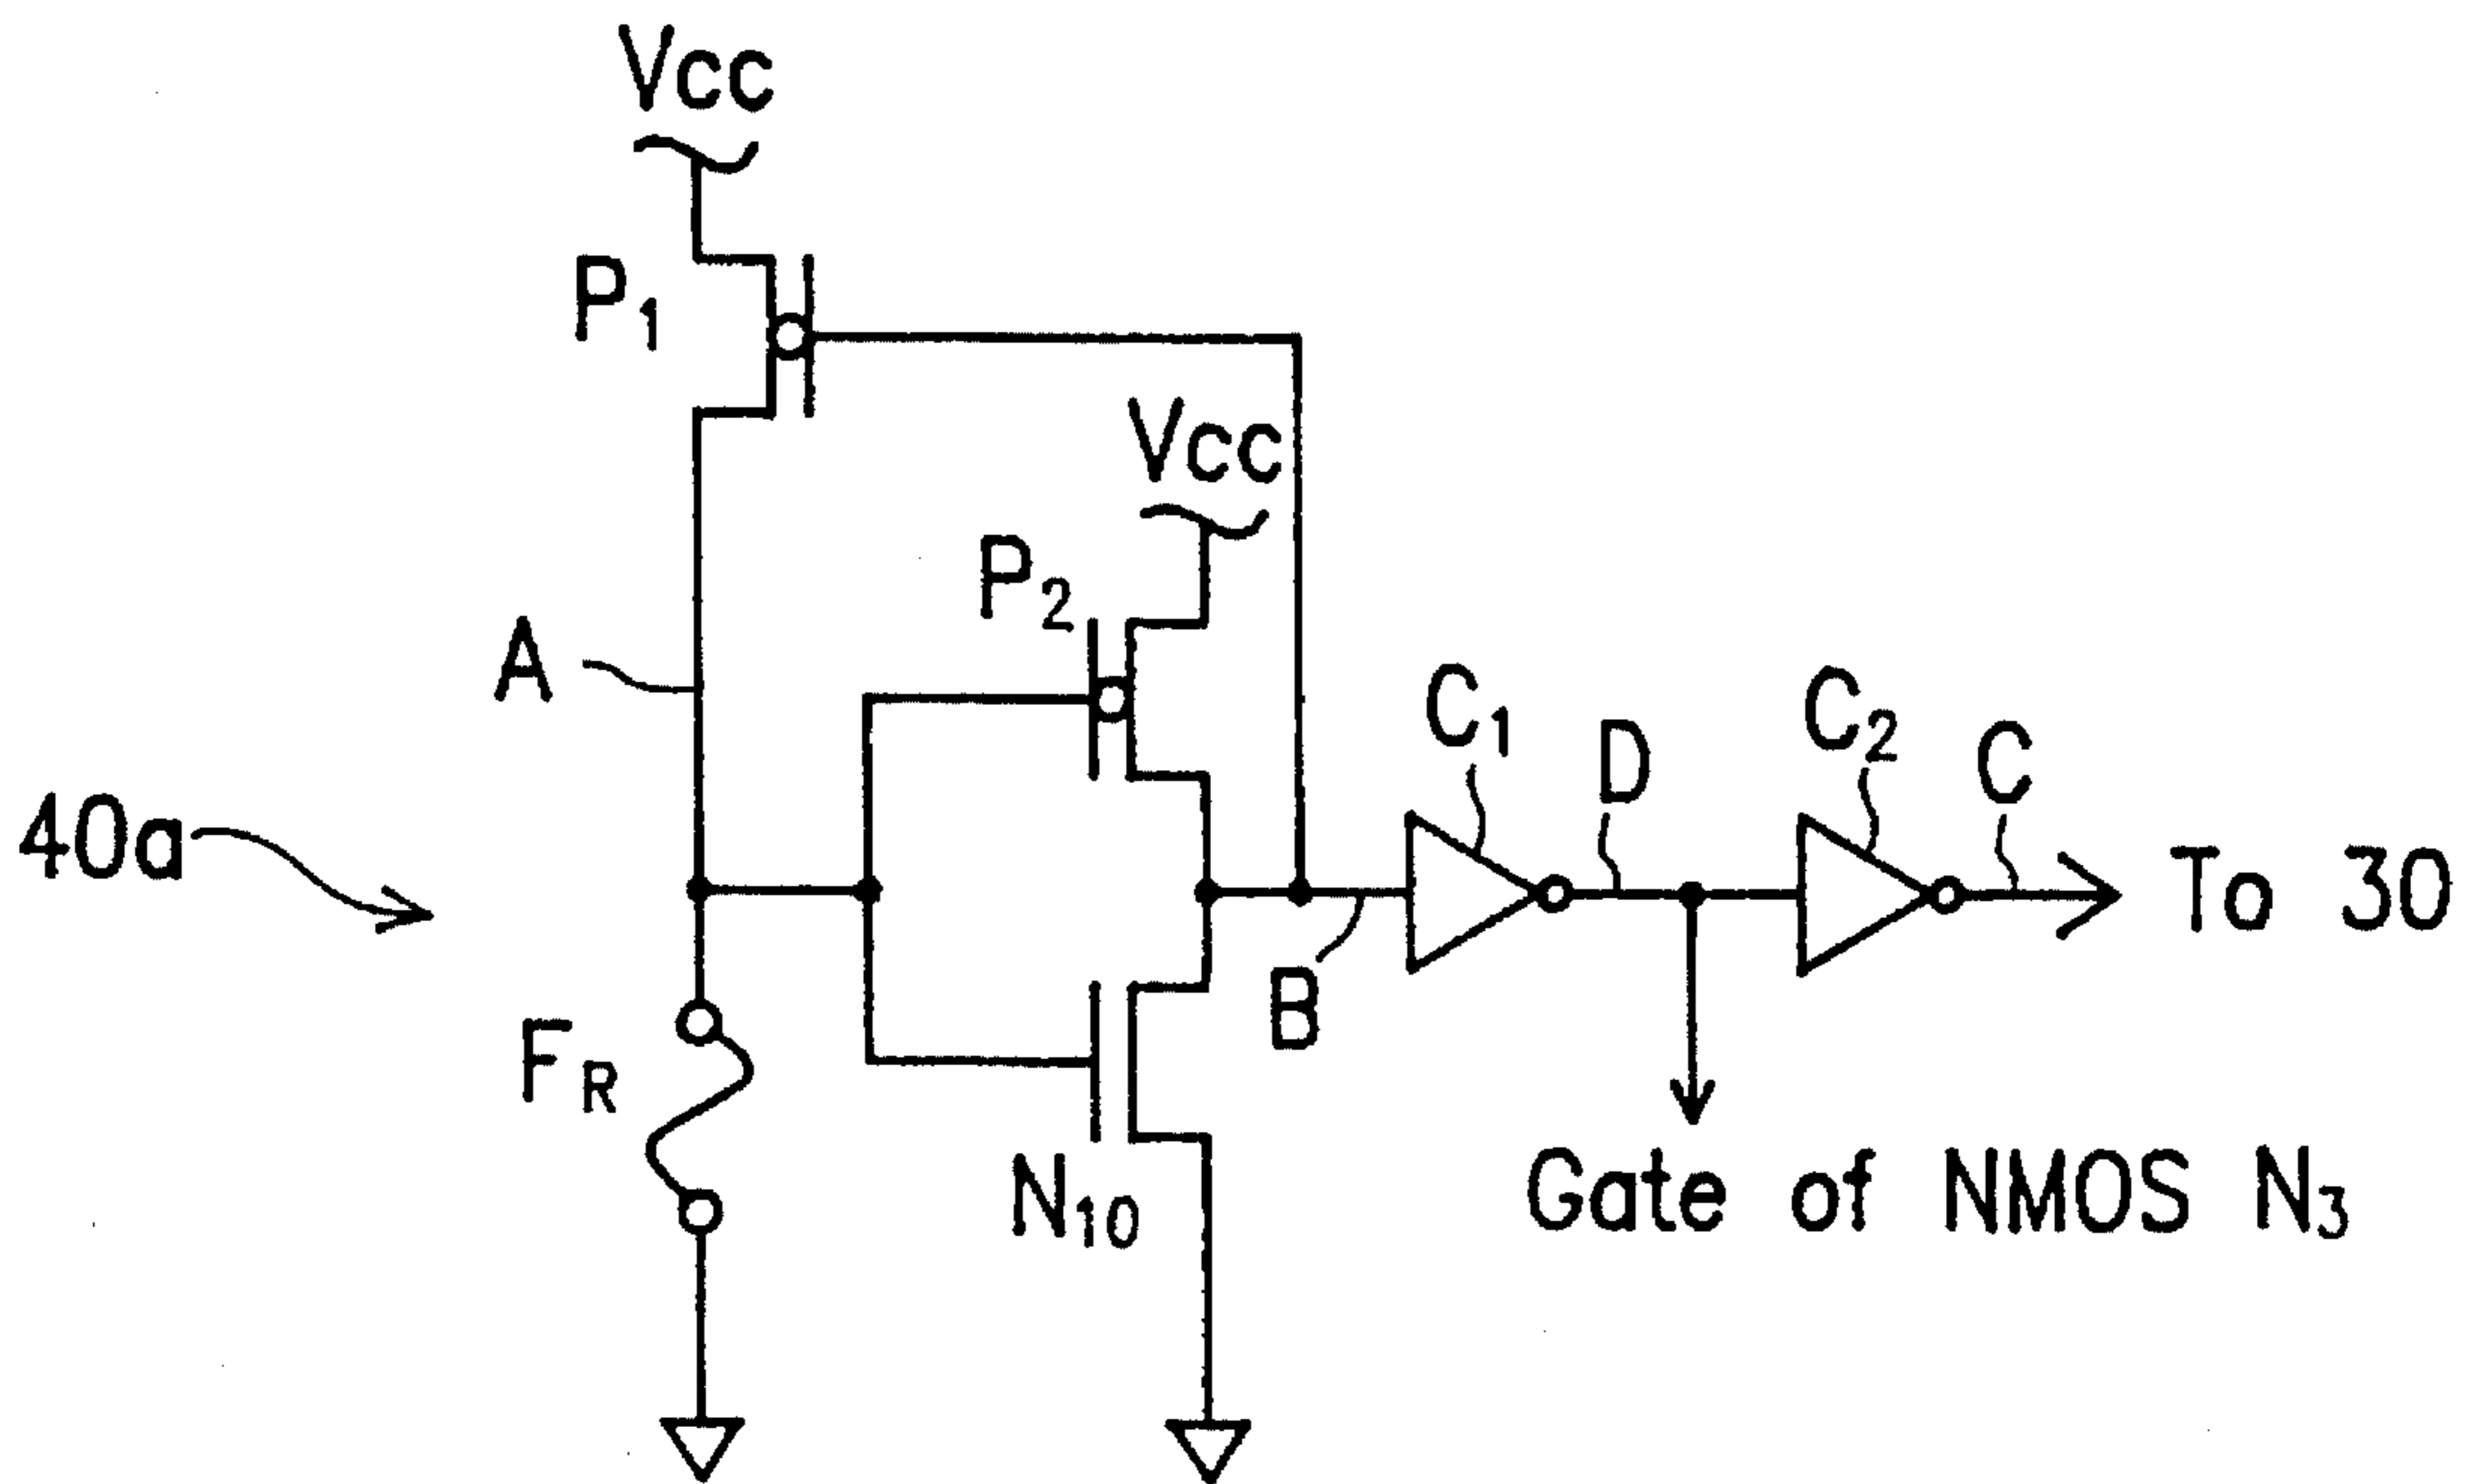 Vcc
P1
Vcc
P2
A
C1
D
C2
C
40a
To 30
B
FR
N10
Gate of NMOS N3